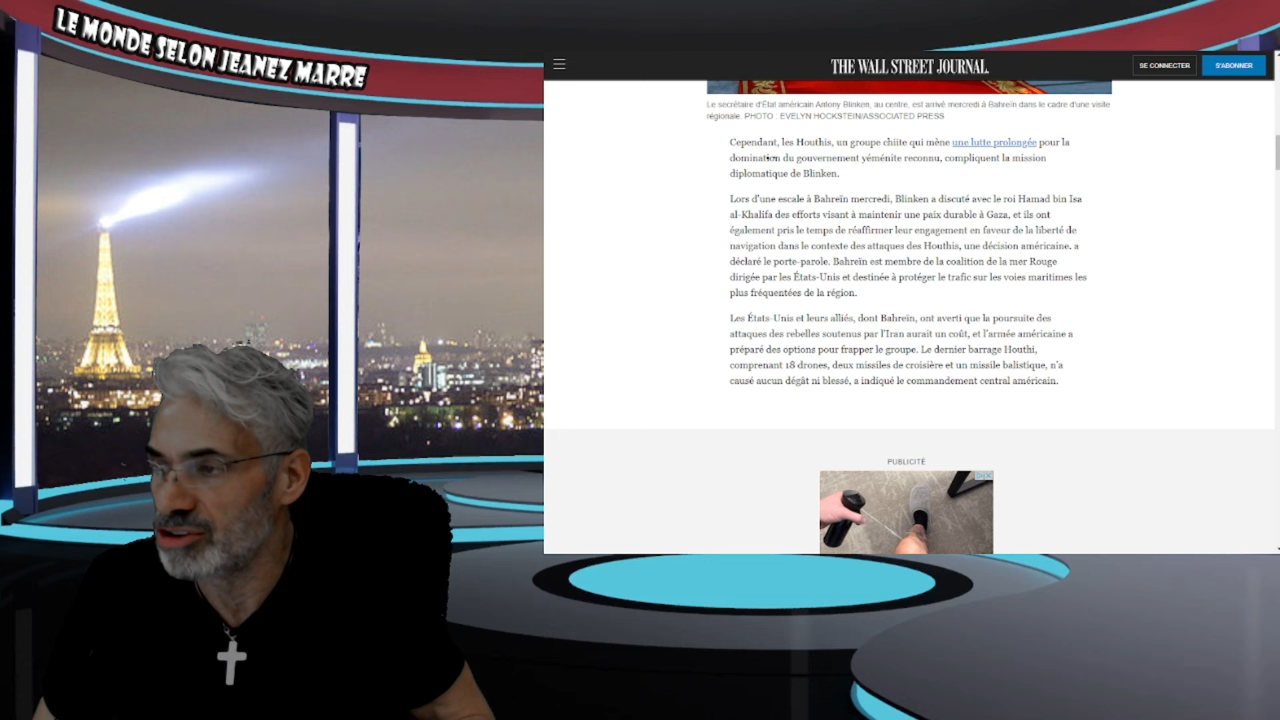 LE MONDE SELON JEANEZ MARRE
THE WALL STREET JOURNAL.
SE CONNECTER
S'ABONNER
Le secrétaire d'État américain Antony Blinken, au centre, est arrivé mercredi à Bahreïn dans le cadre d'une visite
régionale. PHOTO : EVELYN HOCKSTEIN/ASSOCIATED PRESS
Cependant, les Houthis, un groupe chiite qui mène une lutte prolongée pour la
domination du gouvernement yéménite reconnu, compliquent la mission
diplomatique de Blinken.
Lors d'une escale à Bahreïn mercredi, Blinken a discuté avec le roi Hamad bin Isa
al-Khalifa des efforts visant à maintenir une paix durable à Gaza, et ils ont
également pris le temps de réaffirmer leur engagement en faveur de la liberté de
navigation dans le contexte des attaques des Houthis, une décision américaine. a
déclaré le porte-parole. Bahreïn est membre de la coalition de la mer Rouge
dirigée par les États-Unis et destinée à protéger le trafic sur les voies maritimes les
plus fréquentées de la région.
Les États-Unis et leurs alliés, dont Bahreïn, ont averti que la poursuite des
attaques des rebelles soutenus par l'Iran aurait un coût, et l'armée américaine a
préparé des options pour frapper le groupe. Le dernier barrage Houthi,
comprenant 18 drones, deux missiles de croisière et un missile balistique, n'a
causé aucun dégât ni blessé, a indiqué le commandement central américain.
PUBLICITÉ